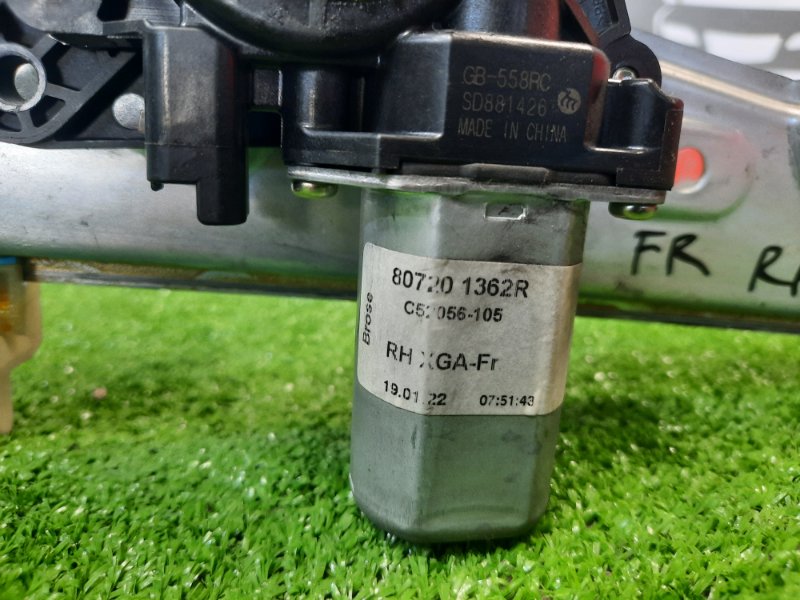 GB-558RC
SD881426
MADE IN CHINA
FR
Brose
80720 1362R
C52056-105
RH XGA-Fr
19.01.22 07:51:43